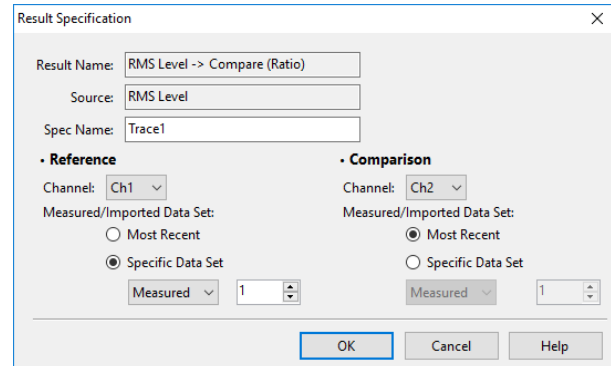 Result Specification
Result Name: RMS Level -> Compare (Ratio)
Source: RMS Level
Spec Name: Trace1
• Reference
Channel: Ch1
Measured/Imported Data Set:
Most Recent
Specific Data Set
Measured 1
• Comparison
Channel: Ch2
Measured/Imported Data Set:
Most Recent
Specific Data Set
Measured 1
OK Cancel Help